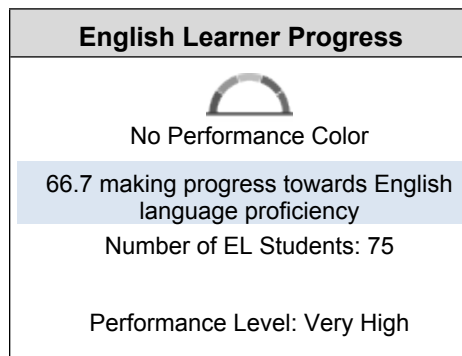 English Learner Progress
No Performance Color
66.7 making progress towards English
language proficiency
Number of EL Students: 75
Performance Level: Very High